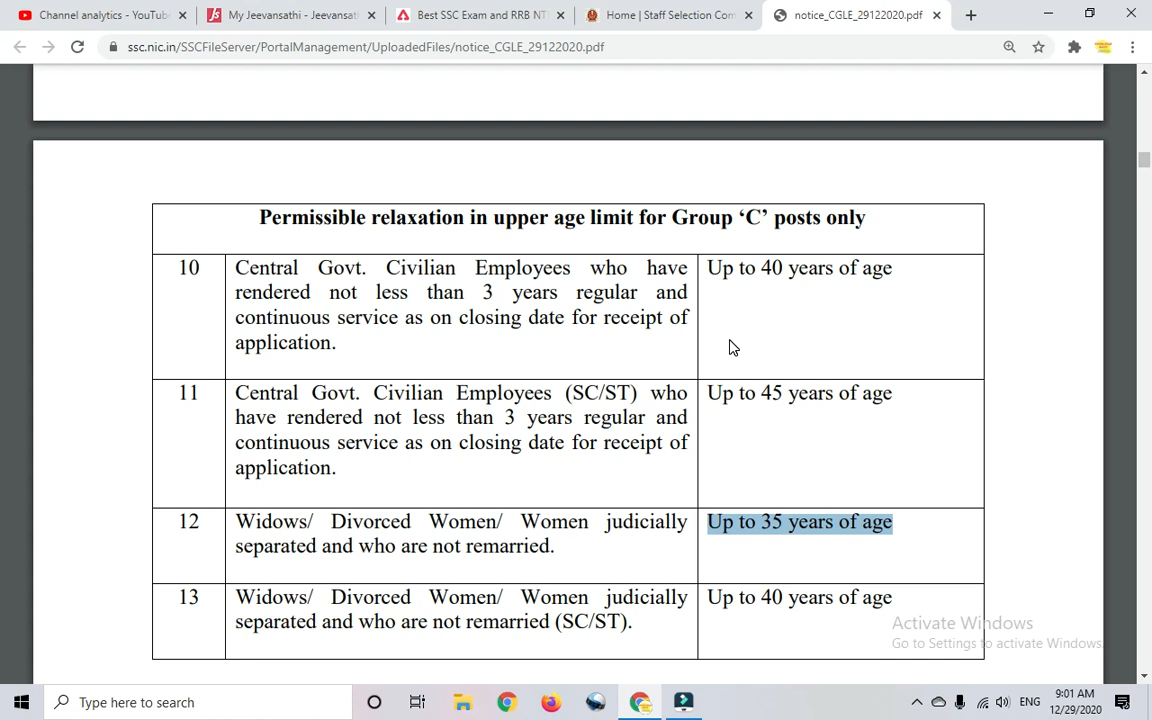 Channel analytics - YouTub
My Jeevansathi - Jeevansat
Best SSC Exam and RRB NT
Home | Staff Selection Com
notice_CGLE_29122020.pdf
ssc.nic.in/SSCFileServer/PortalManagement/UploadedFiles/notice_CGLE_29122020.pdf
Permissible relaxation in upper age limit for Group ‘C’ posts only
10 Central Govt. Civilian Employees who have Up to 40 years of age
rendered not less than 3 years regular and
continuous service as on closing date for receipt of
application.
11 Central Govt. Civilian Employees (SC/ST) who Up to 45 years of age
have rendered not less than 3 years regular and
continuous service as on closing date for receipt of
application.
12 Widows/ Divorced Women/ Women judicially Up to 35 years of age
separated and who are not remarried.
13 Widows/ Divorced Women/ Women judicially Up to 40 years of age
separated and who are not remarried (SC/ST).
Activate Windows
Go to Settings to activate Windows.
Type here to search
ENG
9:01 AM
12/29/2020